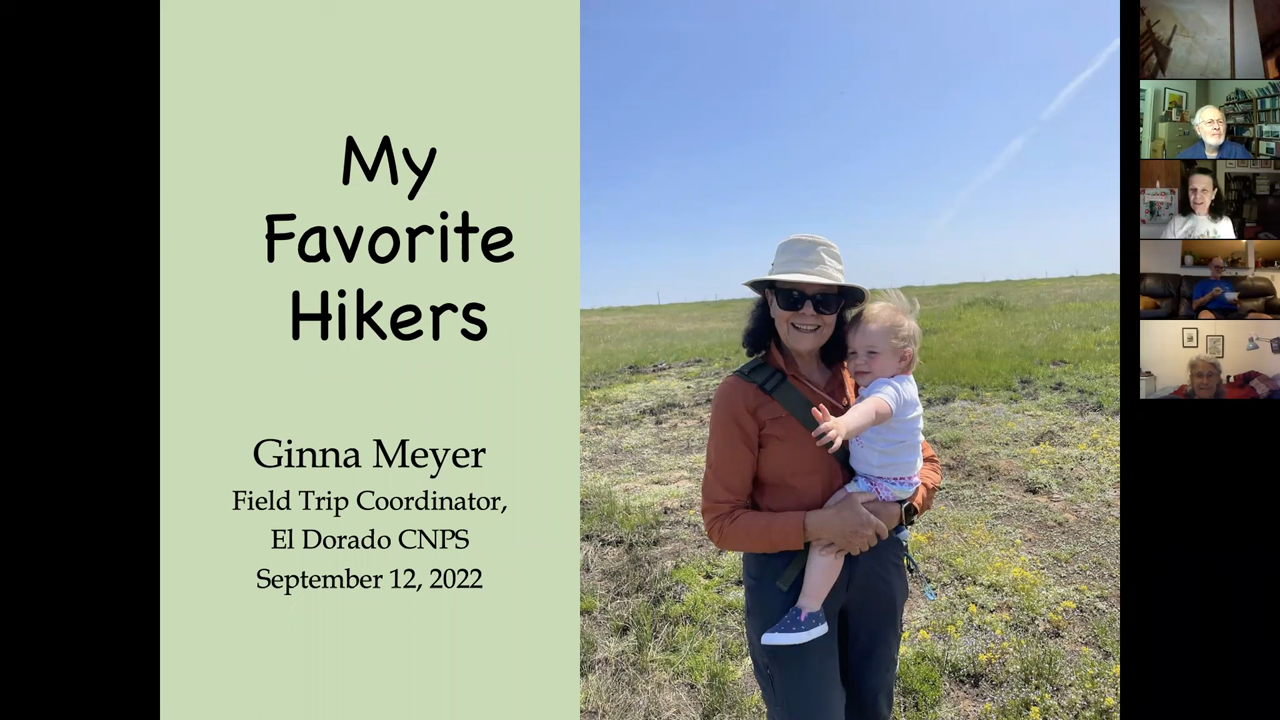 My
Favorite
Hikers
Ginna Meyer
Field Trip Coordinator,
El Dorado CNPS
September 12, 2022